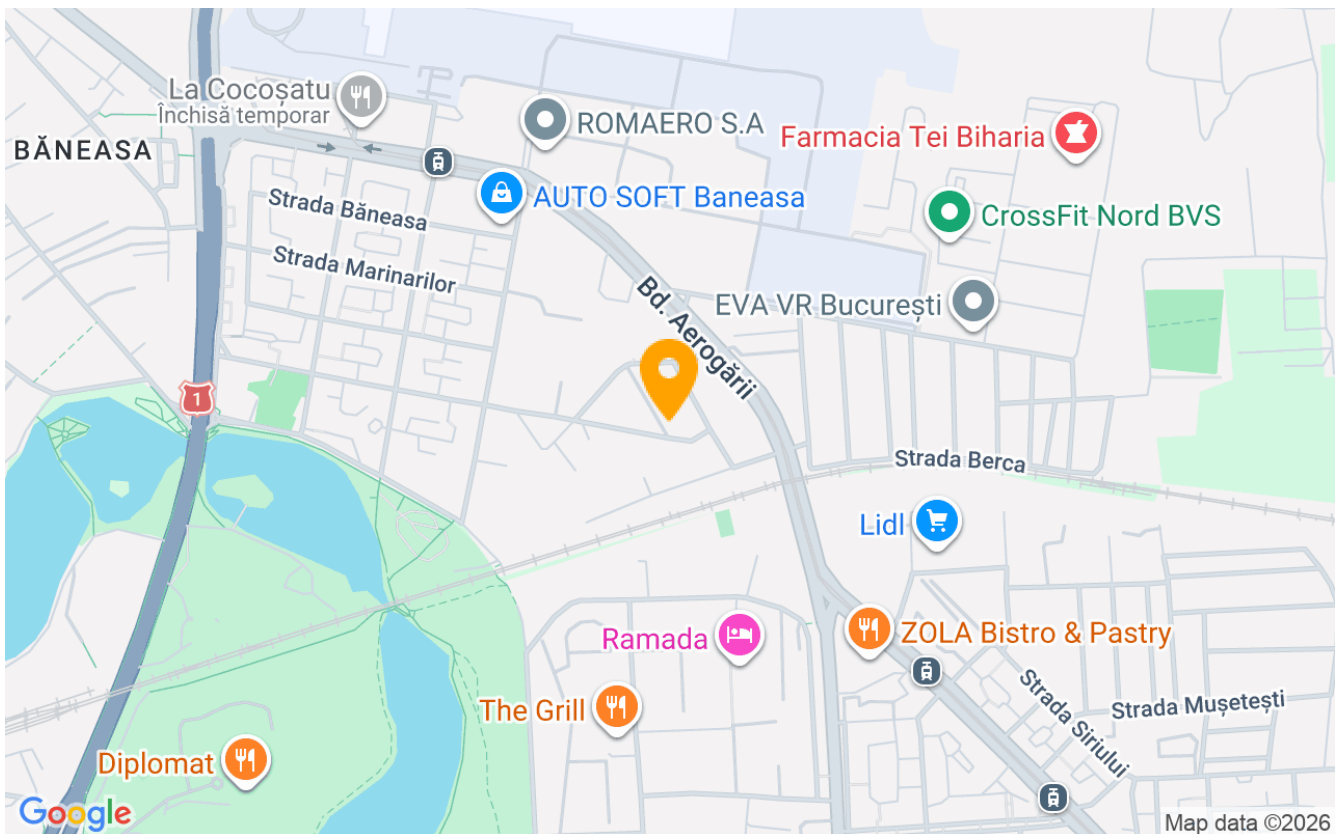 La Cocoșatu
Închisă temporar
ROMAERO S.A
Farmacia Tei Biharia
BĂNEASA
AUTO SOFT Baneasa
CrossFit Nord BVS
Strada Băneasa
Strada Marinarilor
Bd. Aerogării
EVA VR București
1
Strada Berca
Lidl
Ramada
ZOLA Bistro & Pastry
The Grill
Strada Siriului
Strada Mușetești
Diplomat
Google
Map data ©2026